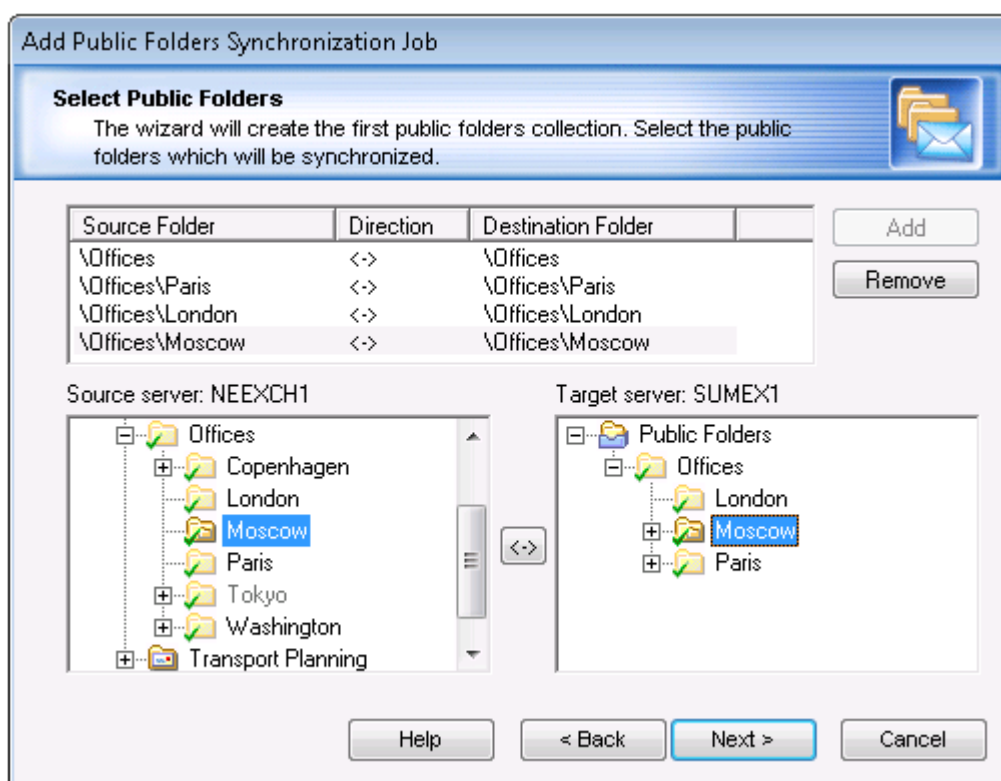 Add Public Folders Synchronization Job
Select Public Folders
The wizard will create the first public folders collection. Select the public
folders which will be synchronized.
Source Folder Direction Destination Folder
\Offices <-> \Offices
\Offices\Paris <-> \Offices\Paris
\Offices\London <-> \Offices\London
\Offices\Moscow <-> \Offices\Moscow
Add
Remove
Source server: NEEXCH1
Offices
Copenhagen
London
Moscow
Paris
Tokyo
Washington
Transport Planning
<->
Target server: SUMEX1
Public Folders
Offices
London
Moscow
Paris
Help
< Back
Next >
Cancel